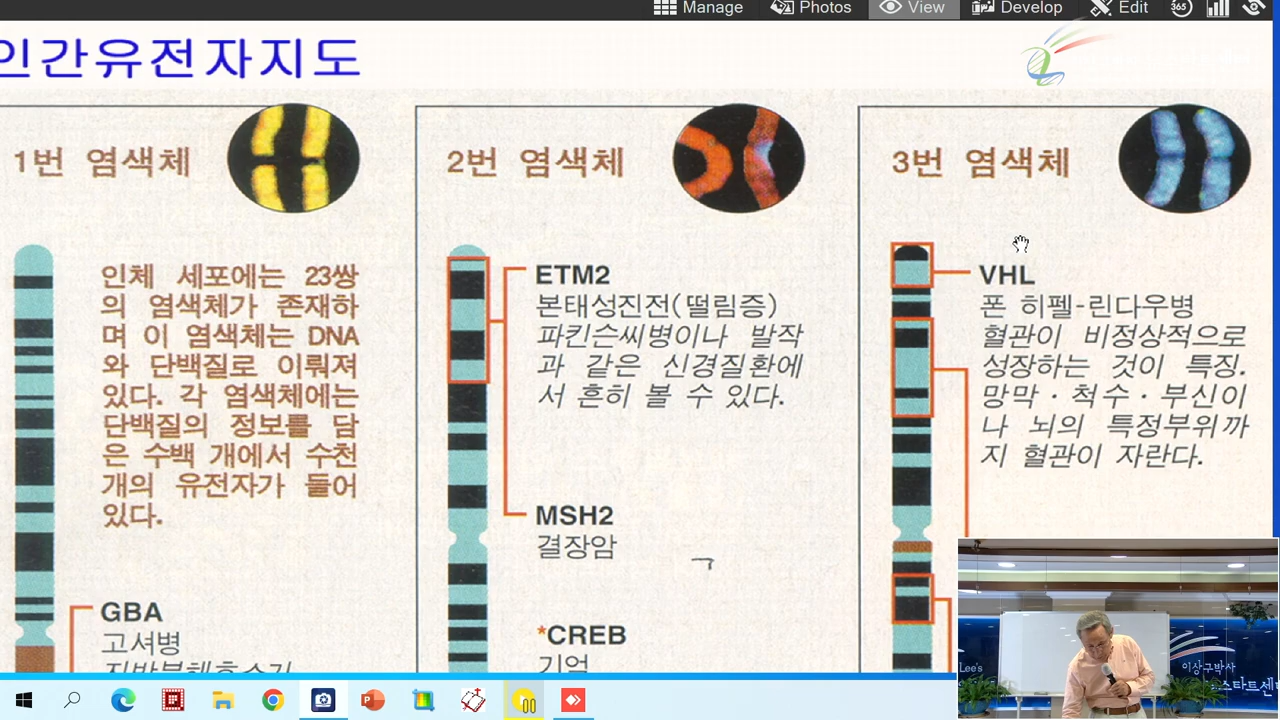 Manage Photos View Develop Edit 365
인간유전자지도
1번 염색체
인체 세포에는 23쌍
의 염색체가 존재하
며 이 염색체는 DNA
와 단백질로 이뤄져
있다. 각 염색체에는
단백질의 정보를 담
은 수백 개에서 수천
개의 유전자가 들어
있다.
GBA
고셔병
2번 염색체
ETM2
본태성진전(떨림증)
파킨슨씨병이나 발작
과 같은 신경질환에
서 흔히 볼 수 있다.
MSH2
결장암
*CREB
기억
3번 염색체
VHL
폰 히펠-린다우병
혈관이 비정상적으로
성장하는 것이 특징.
망막·척수·부신이
나 뇌의 특정부위까
지 혈관이 자란다.
Lee's
이상구박사
스타트센